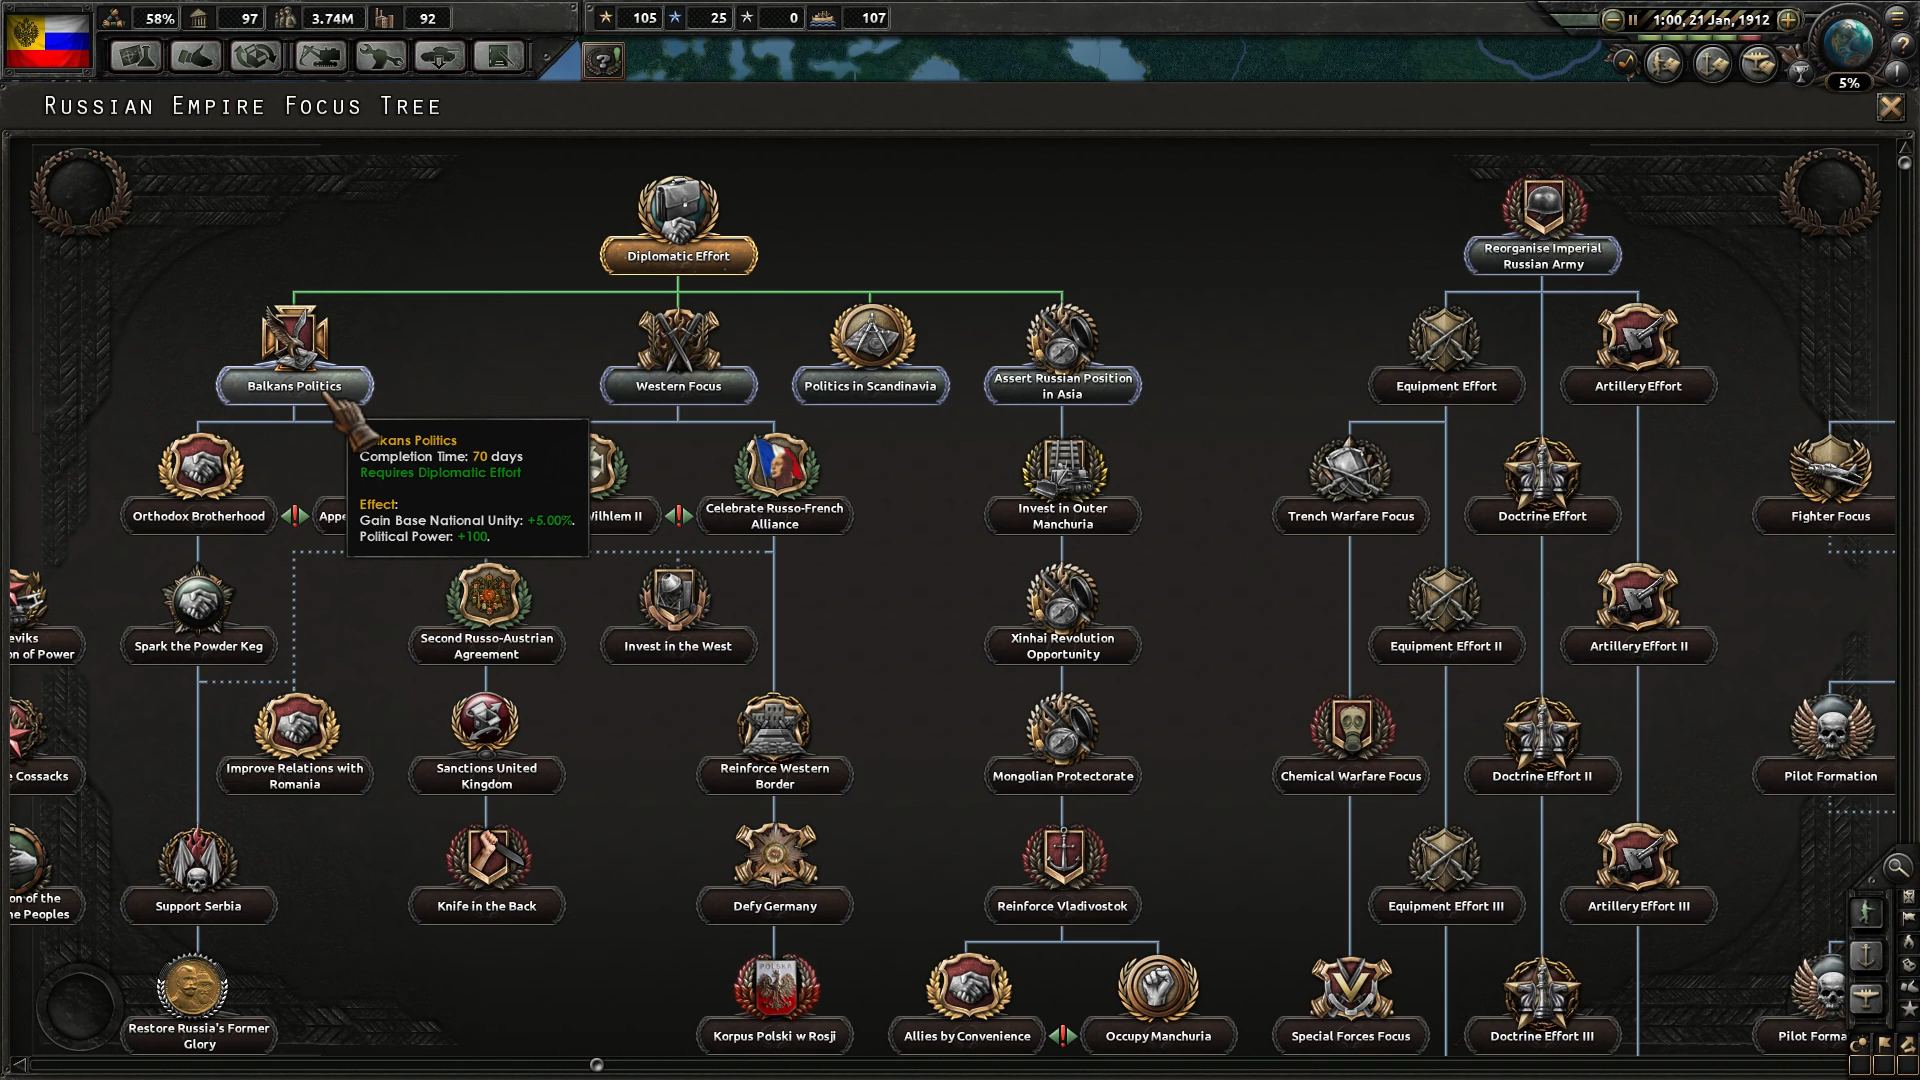 58%
97
3.74M
92
105
25
0
107
1:00, 21 Jan, 1912
5%
Russian Empire Focus Tree
Diplomatic Effort
Reorganise Imperial
Russian Army
Balkans Politics
Western Focus
Politics in Scandinavia
Assert Russian Position
in Asia
Equipment Effort
Artillery Effort
kans Politics
Completion Time: 70 days
Requires Diplomatic Effort
Effect:
Gain Base National Unity: +5.00%.
Political Power: +100.
Orthodox Brotherhood
Appe
Wilhlem II
Celebrate Russo-French
Alliance
Invest in Outer
Manchuria
Trench Warfare Focus
Doctrine Effort
Fighter Focus
eviks
on of Power
Spark the Powder Keg
Second Russo-Austrian
Agreement
Invest in the West
Xinhai Revolution
Opportunity
Equipment Effort II
Artillery Effort II
e Cossacks
Improve Relations with
Romania
Sanctions United
Kingdom
Reinforce Western
Border
Mongolian Protectorate
Chemical Warfare Focus
Doctrine Effort II
Pilot Formation
on of the
ne Peoples
Support Serbia
Knife in the Back
Defy Germany
Reinforce Vladivostok
Equipment Effort III
Artillery Effort III
POLSKA
Restore Russia's Former
Glory
Korpus Polski w Rosji
Allies by Convenience
Occupy Manchuria
Special Forces Focus
Doctrine Effort III
Pilot Forma